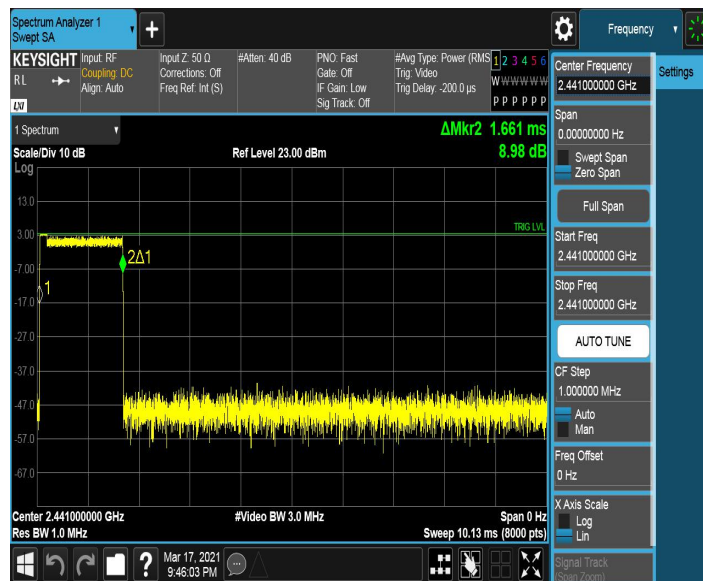 Spectrum Analyzer 1
Swept SA
Frequency
KEYSIGHT
R L
LXI
Input: RF
Coupling: DC
Align: Auto
Input Z: 50 Ω
Corrections: Off
Freq Ref: Int (S)
#Atten: 40 dB
PNO: Fast
Gate: Off
IF Gain: Low
Sig Track: Off
#Avg Type: Power (RMS
Trig: Video
Trig Delay: -200.0 µs
1 2 3 4 5 6
W W W W W W
P P P P P P
1 Spectrum
ΔMkr2 1.661 ms
8.98 dB
Scale/Div 10 dB
Ref Level 23.00 dBm
Log
13.0
3.00
-7.00
-17.0
-27.0
-37.0
-47.0
-57.0
-67.0
TRIG LVL
2Δ1
1
Center 2.441000000 GHz
Res BW 1.0 MHz
#Video BW 3.0 MHz
Span 0 Hz
Sweep 10.13 ms (8000 pts)
Mar 17, 2021
9:46:03 PM
?
Center Frequency
2.441000000 GHz
Settings
Span
0.00000000 Hz
Swept Span
Zero Span
Full Span
Start Freq
2.441000000 GHz
Stop Freq
2.441000000 GHz
AUTO TUNE
CF Step
1.000000 MHz
Auto
Man
Freq Offset
0 Hz
X Axis Scale
Log
Lin
Signal Track
(Span Zoom)